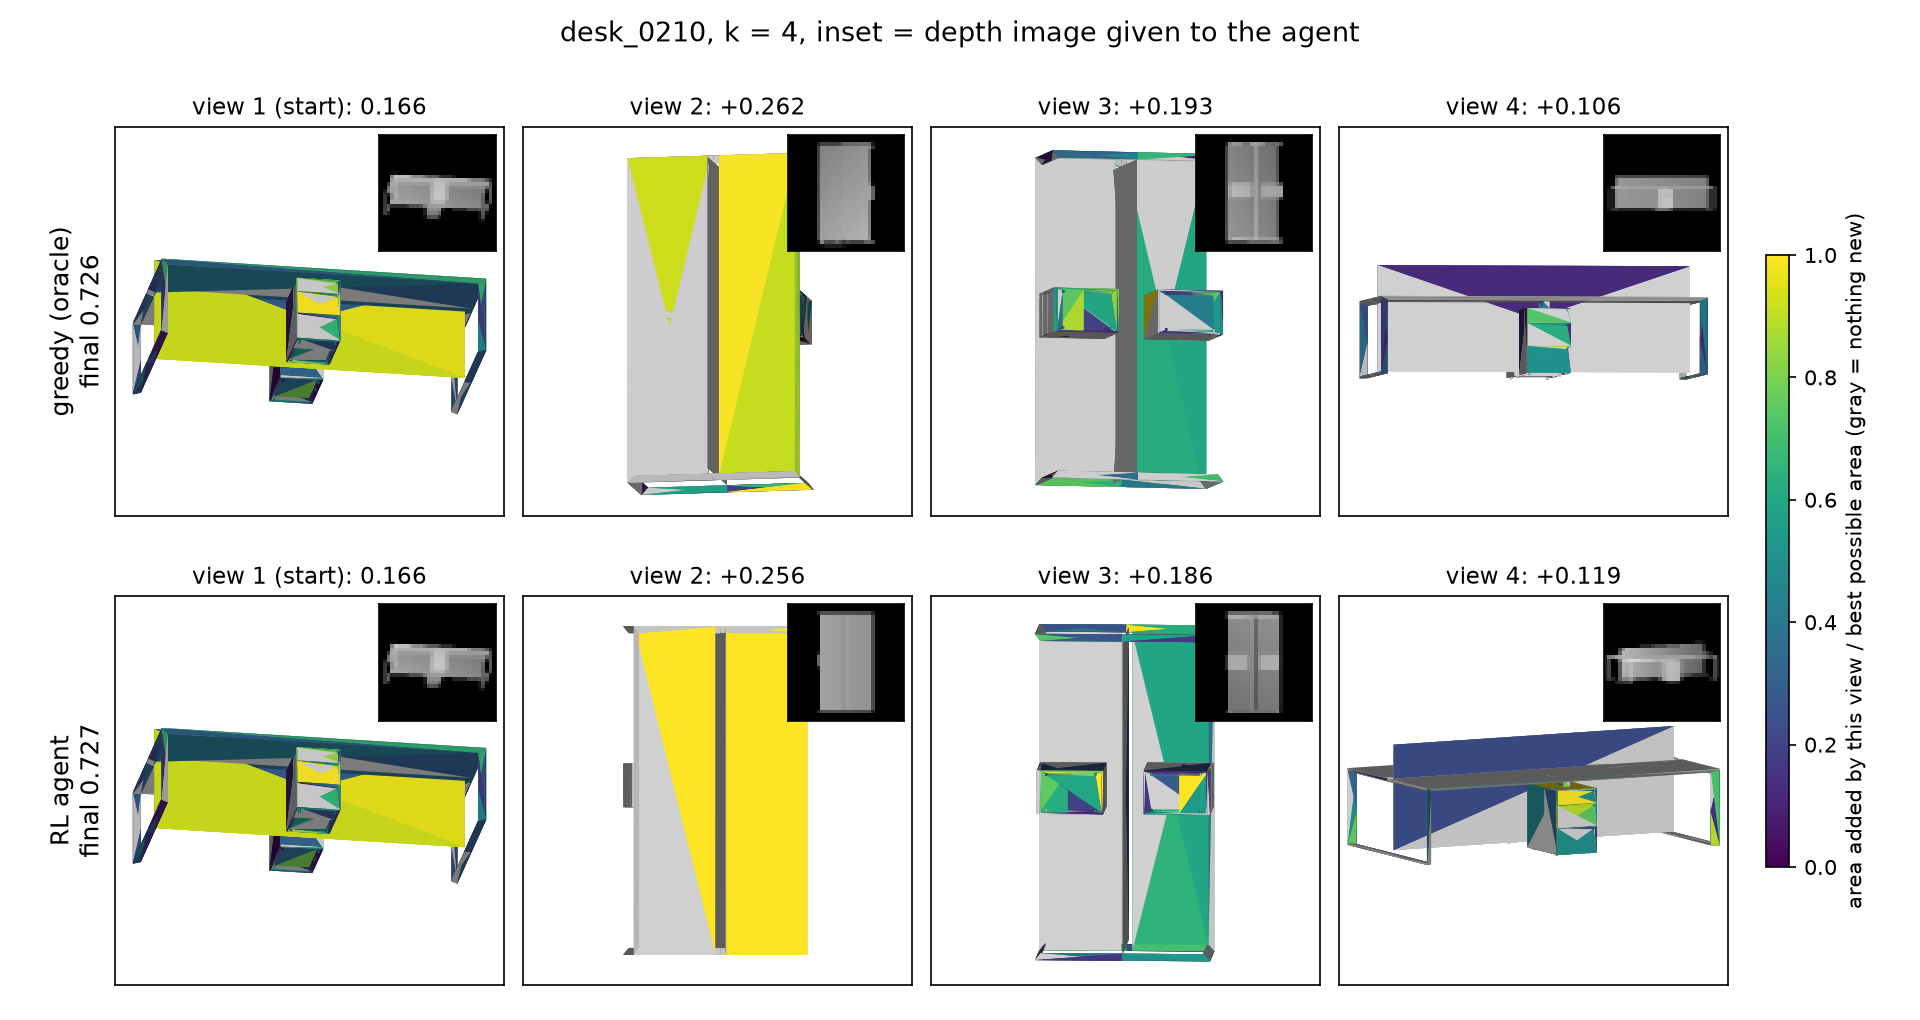 desk_0210, k = 4, inset = depth image given to the agent
view 1 (start): 0.166
view 2: +0.262
view 3: +0.193
view 4: +0.106
greedy (oracle)
final 0.726
view 1 (start): 0.166
view 2: +0.256
view 3: +0.186
view 4: +0.119
RL agent
final 0.727
1.0
0.8
0.6
0.4
0.2
0.0
area added by this view / best possible area (gray = nothing new)